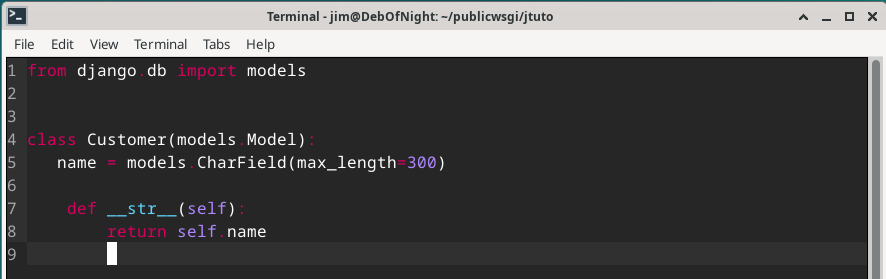 Terminal - jim@DebOfNight: ~/publicwsgi/jtuto
File Edit View Terminal Tabs Help
1 from django.db import models
2
3
4 class Customer(models.Model):
5    name = models.CharField(max_length=300)
6
7     def __str__(self):
8         return self.name
9